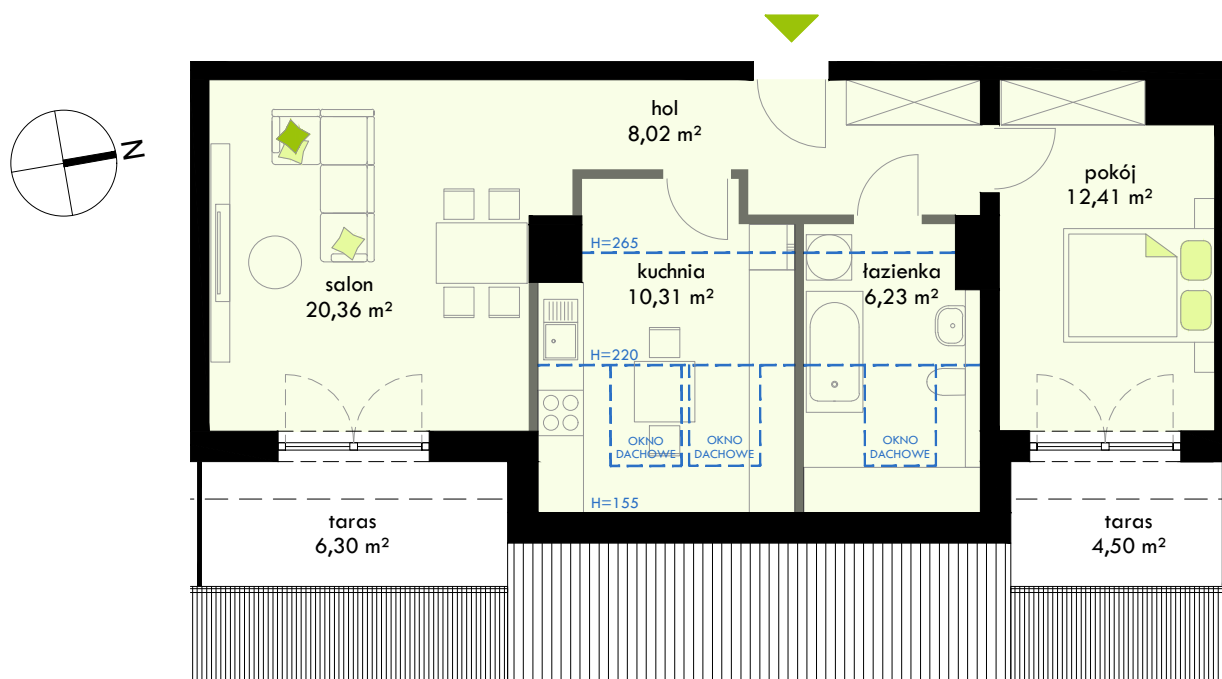 N
hol
8,02 m²
pokój
12,41 m²
H=265
salon
20,36 m²
kuchnia
10,31 m²
łazienka
6,23 m²
H=220
OKNO
DACHOWE
OKNO
DACHOWE
OKNO
DACHOWE
H=155
taras
6,30 m²
taras
4,50 m²